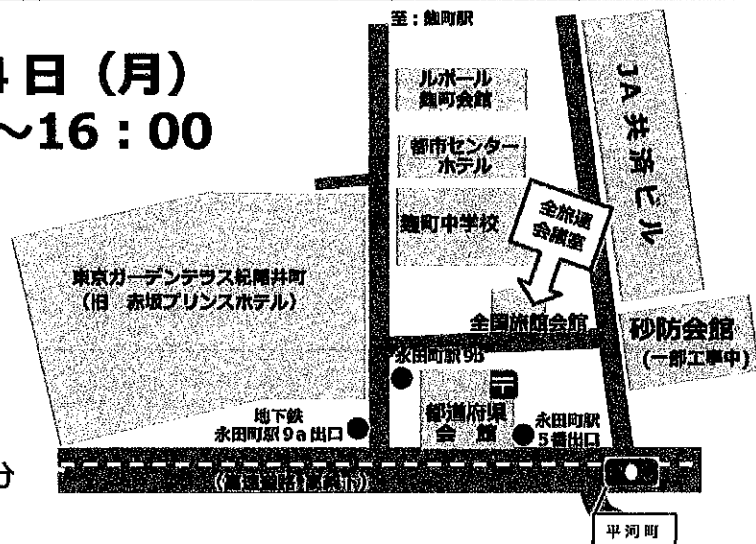 4日（月）
～16：00
至：麹町駅
ルポール
麹町会館
都市センター
ホテル
麹町中学校
全旅連
会議室
JA共済ビル
東京ガーデンテラス紀尾井町
（旧　赤坂プリンスホテル）
全国旅館会館
砂防会館
（一部工事中）
永田町駅9b
〒
都道府県
会　館
地下鉄
永田町駅9a出口
永田町駅
5番出口
分
平河町